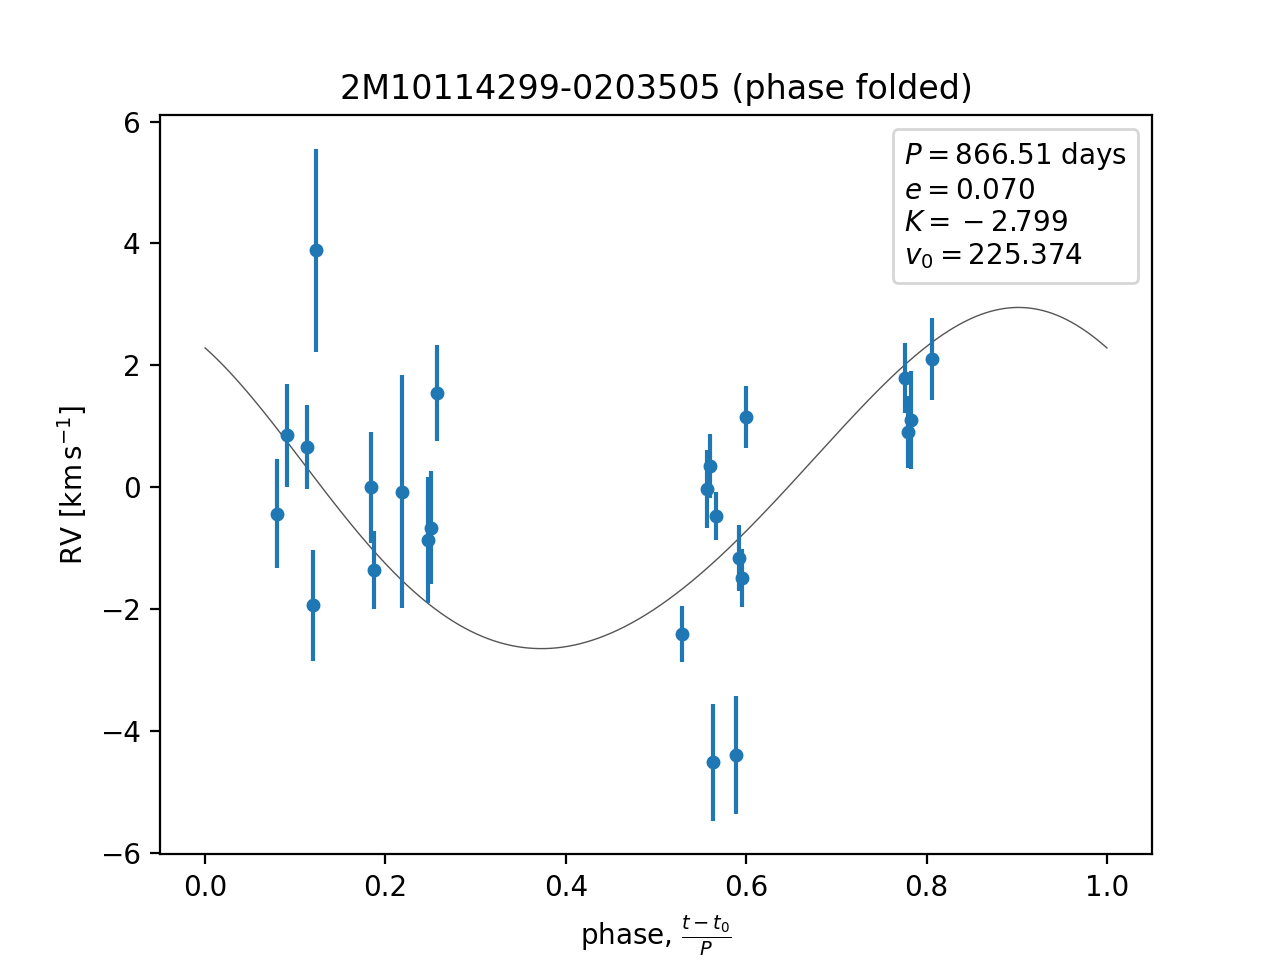 2M10114299-0203505 (phase folded)
P = 866.51 days
e = 0.070
K = −2.799
v₀ = 225.374
RV [km s⁻¹]
6
4
2
0
−2
−4
−6
0.0 0.2 0.4 0.6 0.8 1.0
phase, (t − t₀)/P